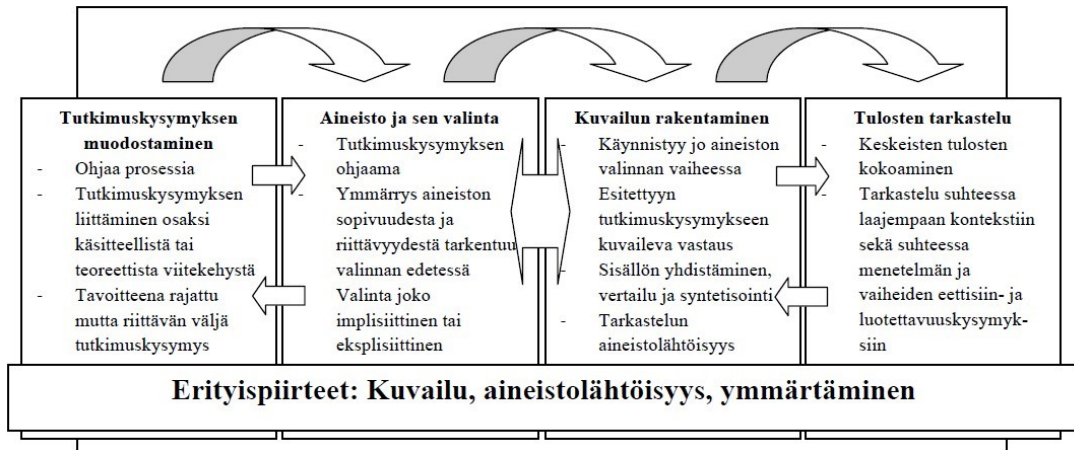 Tutkimuskysymyksen
muodostaminen
- Ohjaa prosessia
- Tutkimuskysymyksen
liittäminen osaksi
käsitteellistä tai
teoreettista viitekehystä
- Tavoitteena rajattu
mutta riittävän väljä
tutkimuskysymys
Aineisto ja sen valinta
- Tutkimuskysymyksen
ohjaama
- Ymmärrys aineiston
sopivuudesta ja
riittävyydestä tarkentuu
valinnan edetessä
- Valinta joko
implisiittinen tai
eksplisiittinen
Kuvailun rakentaminen
- Käynnistyy jo aineiston
valinnan vaiheessa
- Esitettyyn
tutkimuskysymykseen
kuvaileva vastaus
- Sisällön yhdistäminen,
vertailu ja syntetisointi
- Tarkastelun
aineistolähtöisyys
Tulosten tarkastelu
- Keskeisten tulosten
kokoaminen
- Tarkastelu suhteessa
laajempaan kontekstiin
sekä suhteessa
menetelmän ja
vaiheiden eettisiin- ja
luotettavuuskysymyk-
siin
Erityispiirteet: Kuvailu, aineistolähtöisyys, ymmärtäminen